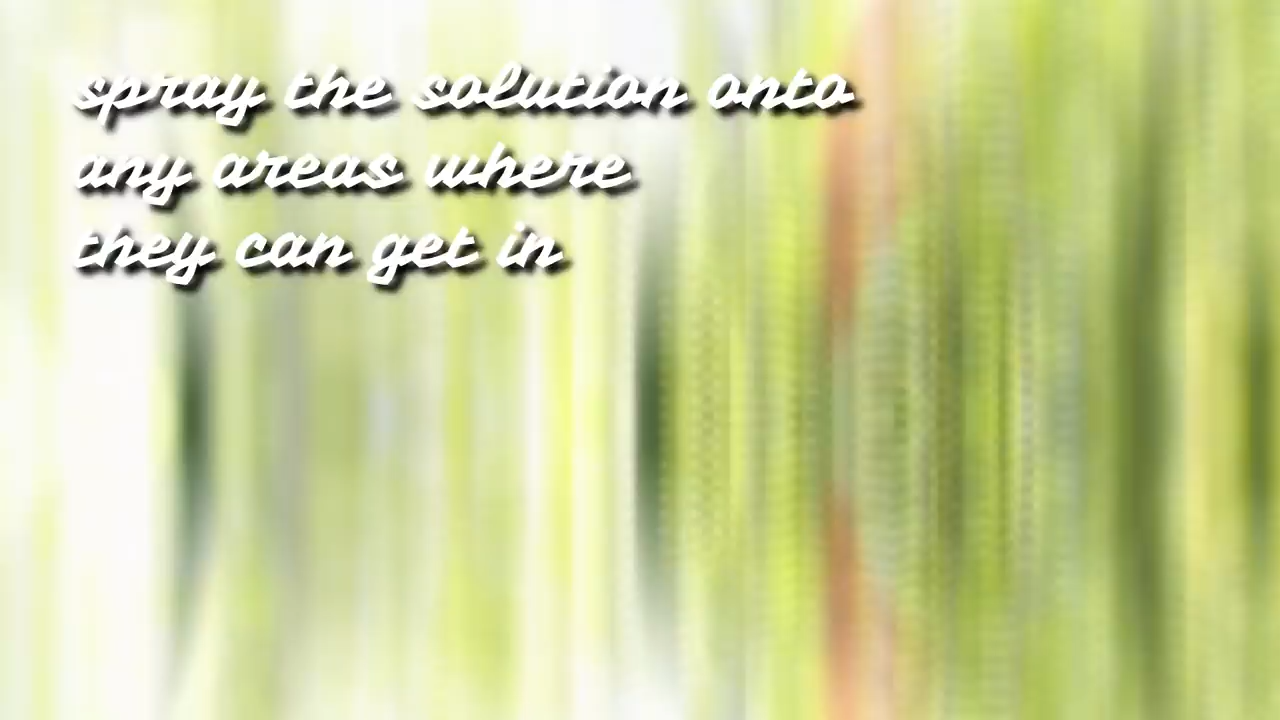 spray the solution onto
any areas where
they can get in